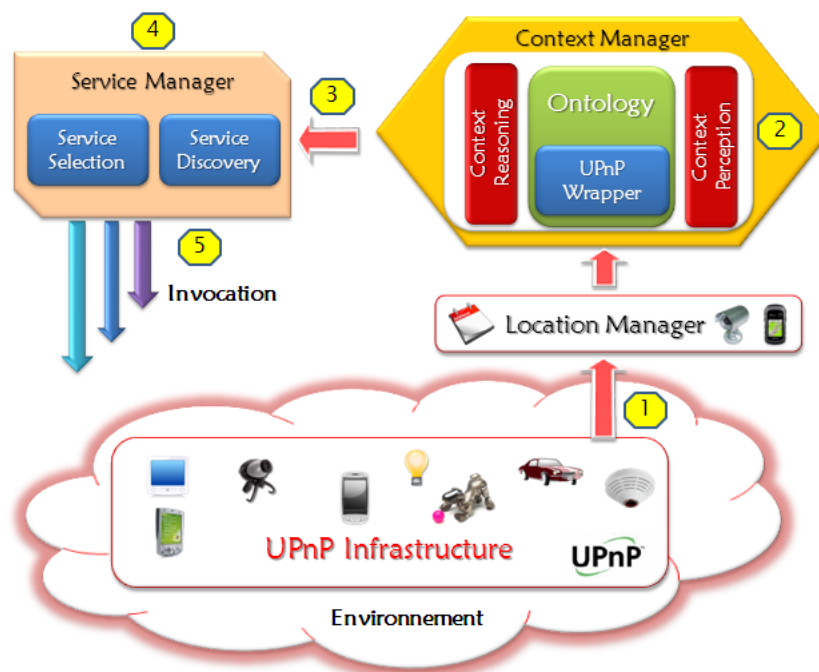 4
Service Manager
Service
Selection
Service
Discovery
3
Context Manager
Context
Reasoning
Ontology
UPnP
Wrapper
Context
Perception
2
5
Invocation
Location Manager
1
UPnP Infrastructure
UPnP™
Environnement